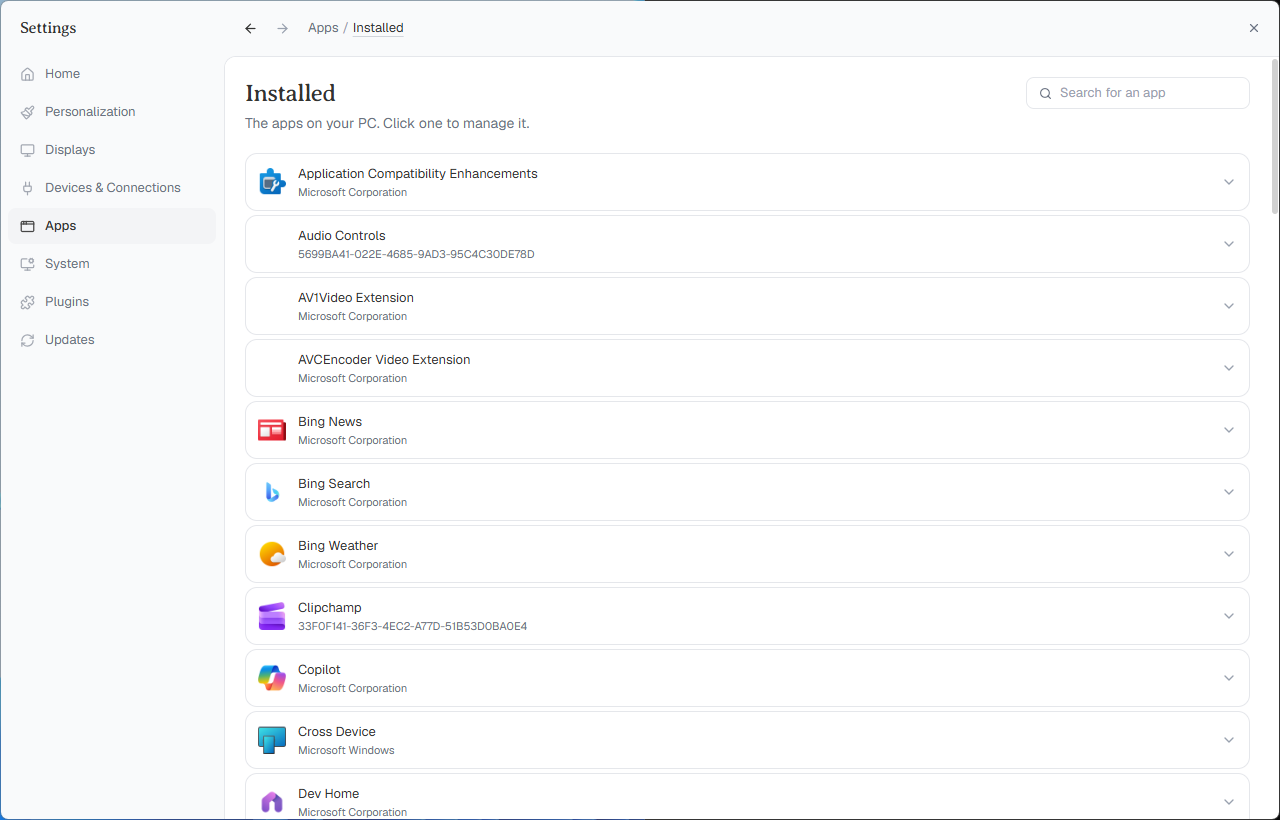 Settings
Apps / Installed
Home
Personalization
Displays
Devices & Connections
Apps
System
Plugins
Updates
Installed
Search for an app
The apps on your PC. Click one to manage it.
Application Compatibility Enhancements
Microsoft Corporation
Audio Controls
5699BA41-022E-4685-9AD3-95C4C30DE78D
AV1Video Extension
Microsoft Corporation
AVCEncoder Video Extension
Microsoft Corporation
Bing News
Microsoft Corporation
Bing Search
Microsoft Corporation
Bing Weather
Microsoft Corporation
Clipchamp
33F0F141-36F3-4EC2-A77D-51B53D0BA0E4
Copilot
Microsoft Corporation
Cross Device
Microsoft Windows
Dev Home
Microsoft Corporation